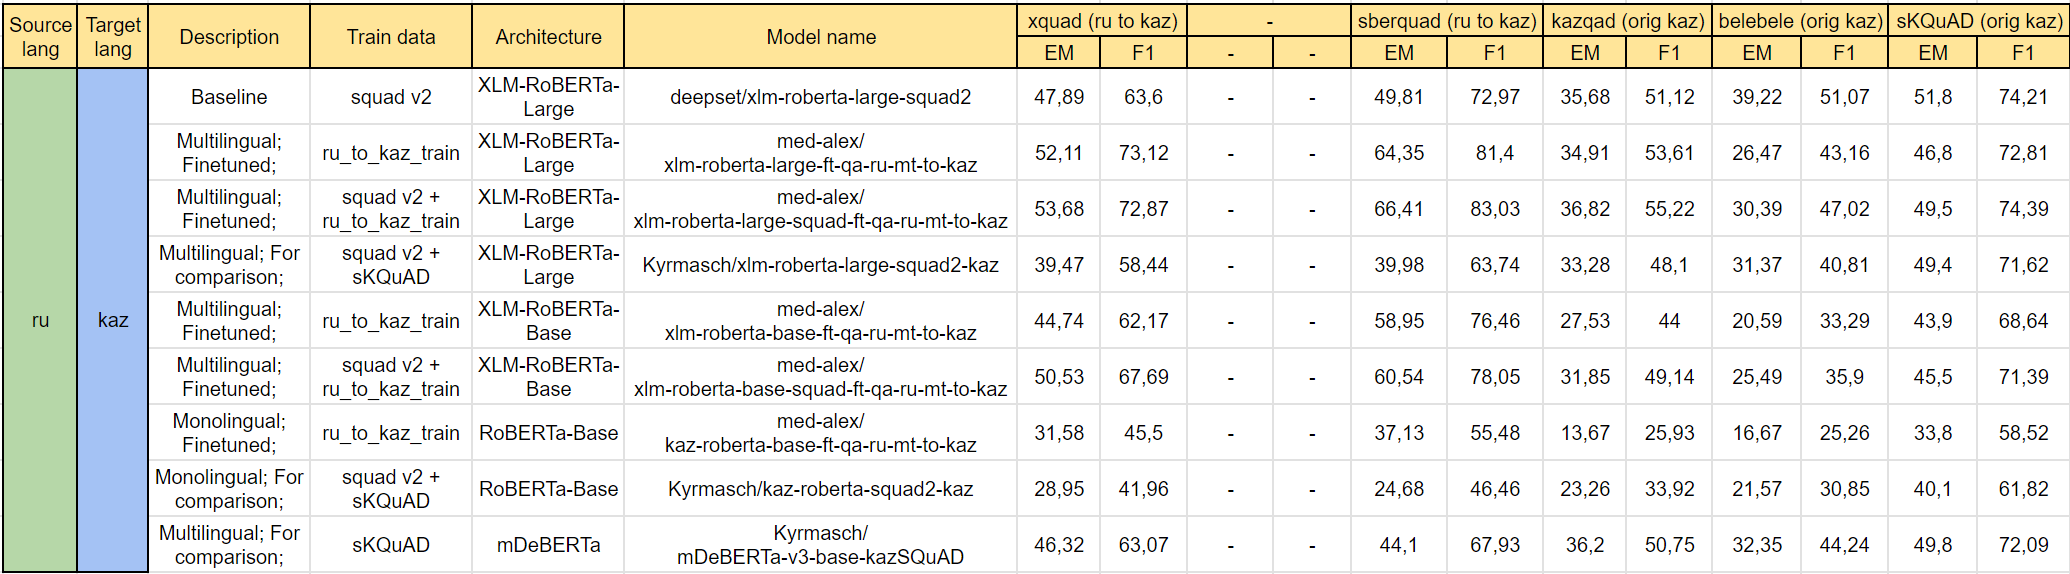 Source lang Target lang Description Train data Architecture Model name xquad (ru to kaz) - sberquad (ru to kaz) kazqad (orig kaz) belebele (orig kaz) sKQuAD (orig kaz)
EM F1 - - EM F1 EM F1 EM F1 EM F1
ru kaz
Baseline squad v2 XLM-RoBERTa-Large deepset/xlm-roberta-large-squad2 47,89 63,6 - - 49,81 72,97 35,68 51,12 39,22 51,07 51,8 74,21
Multilingual; Finetuned; ru_to_kaz_train XLM-RoBERTa-Large med-alex/xlm-roberta-large-ft-qa-ru-mt-to-kaz 52,11 73,12 - - 64,35 81,4 34,91 53,61 26,47 43,16 46,8 72,81
Multilingual; Finetuned; squad v2 + ru_to_kaz_train XLM-RoBERTa-Large med-alex/xlm-roberta-large-squad-ft-qa-ru-mt-to-kaz 53,68 72,87 - - 66,41 83,03 36,82 55,22 30,39 47,02 49,5 74,39
Multilingual; For comparison; squad v2 + sKQuAD XLM-RoBERTa-Large Kyrmasch/xlm-roberta-large-squad2-kaz 39,47 58,44 - - 39,98 63,74 33,28 48,1 31,37 40,81 49,4 71,62
Multilingual; Finetuned; ru_to_kaz_train XLM-RoBERTa-Base med-alex/xlm-roberta-base-ft-qa-ru-mt-to-kaz 44,74 62,17 - - 58,95 76,46 27,53 44 20,59 33,29 43,9 68,64
Multilingual; Finetuned; squad v2 + ru_to_kaz_train XLM-RoBERTa-Base med-alex/xlm-roberta-base-squad-ft-qa-ru-mt-to-kaz 50,53 67,69 - - 60,54 78,05 31,85 49,14 25,49 35,9 45,5 71,39
Monolingual; Finetuned; ru_to_kaz_train RoBERTa-Base med-alex/kaz-roberta-base-ft-qa-ru-mt-to-kaz 31,58 45,5 - - 37,13 55,48 13,67 25,93 16,67 25,26 33,8 58,52
Monolingual; For comparison; squad v2 + sKQuAD RoBERTa-Base Kyrmasch/kaz-roberta-squad2-kaz 28,95 41,96 - - 24,68 46,46 23,26 33,92 21,57 30,85 40,1 61,82
Multilingual; For comparison; sKQuAD mDeBERTa Kyrmasch/mDeBERTa-v3-base-kazSQuAD 46,32 63,07 - - 44,1 67,93 36,2 50,75 32,35 44,24 49,8 72,09